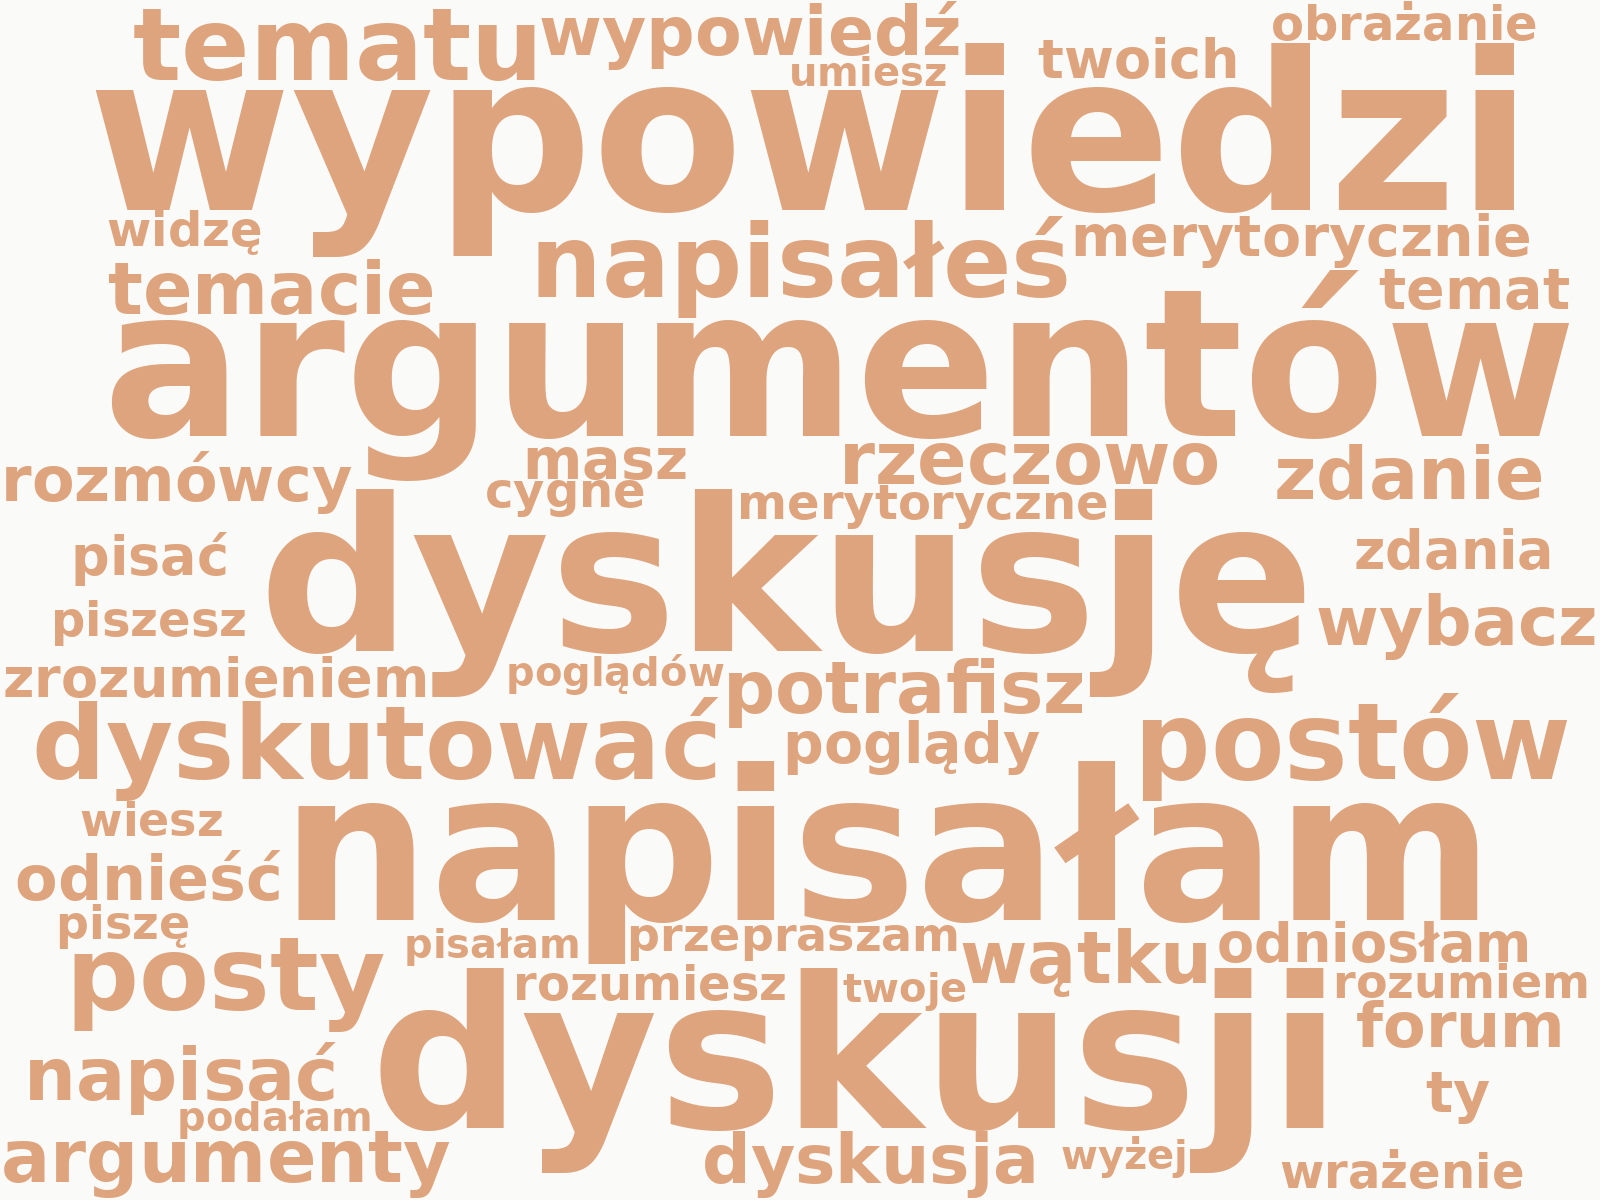 tematu wypowiedź obrażanie
umiesz twoich
wypowiedzi
widzę napisałeś merytorycznie
temacie temat
argumentów
rozmówcy masz rzeczowo zdanie
cygne merytoryczne
pisać dyskusję zdania
piszesz wybacz
zrozumieniem poglądów potrafisz
dyskutować poglądy postów
wiesz napisałam
odnieść
piszę pisałam przepraszam wątku odniosłam
posty rozumiesz twoje rozumiem
dyskusji forum
napisać ty
podałam
argumenty dyskusja wyżej wrażenie